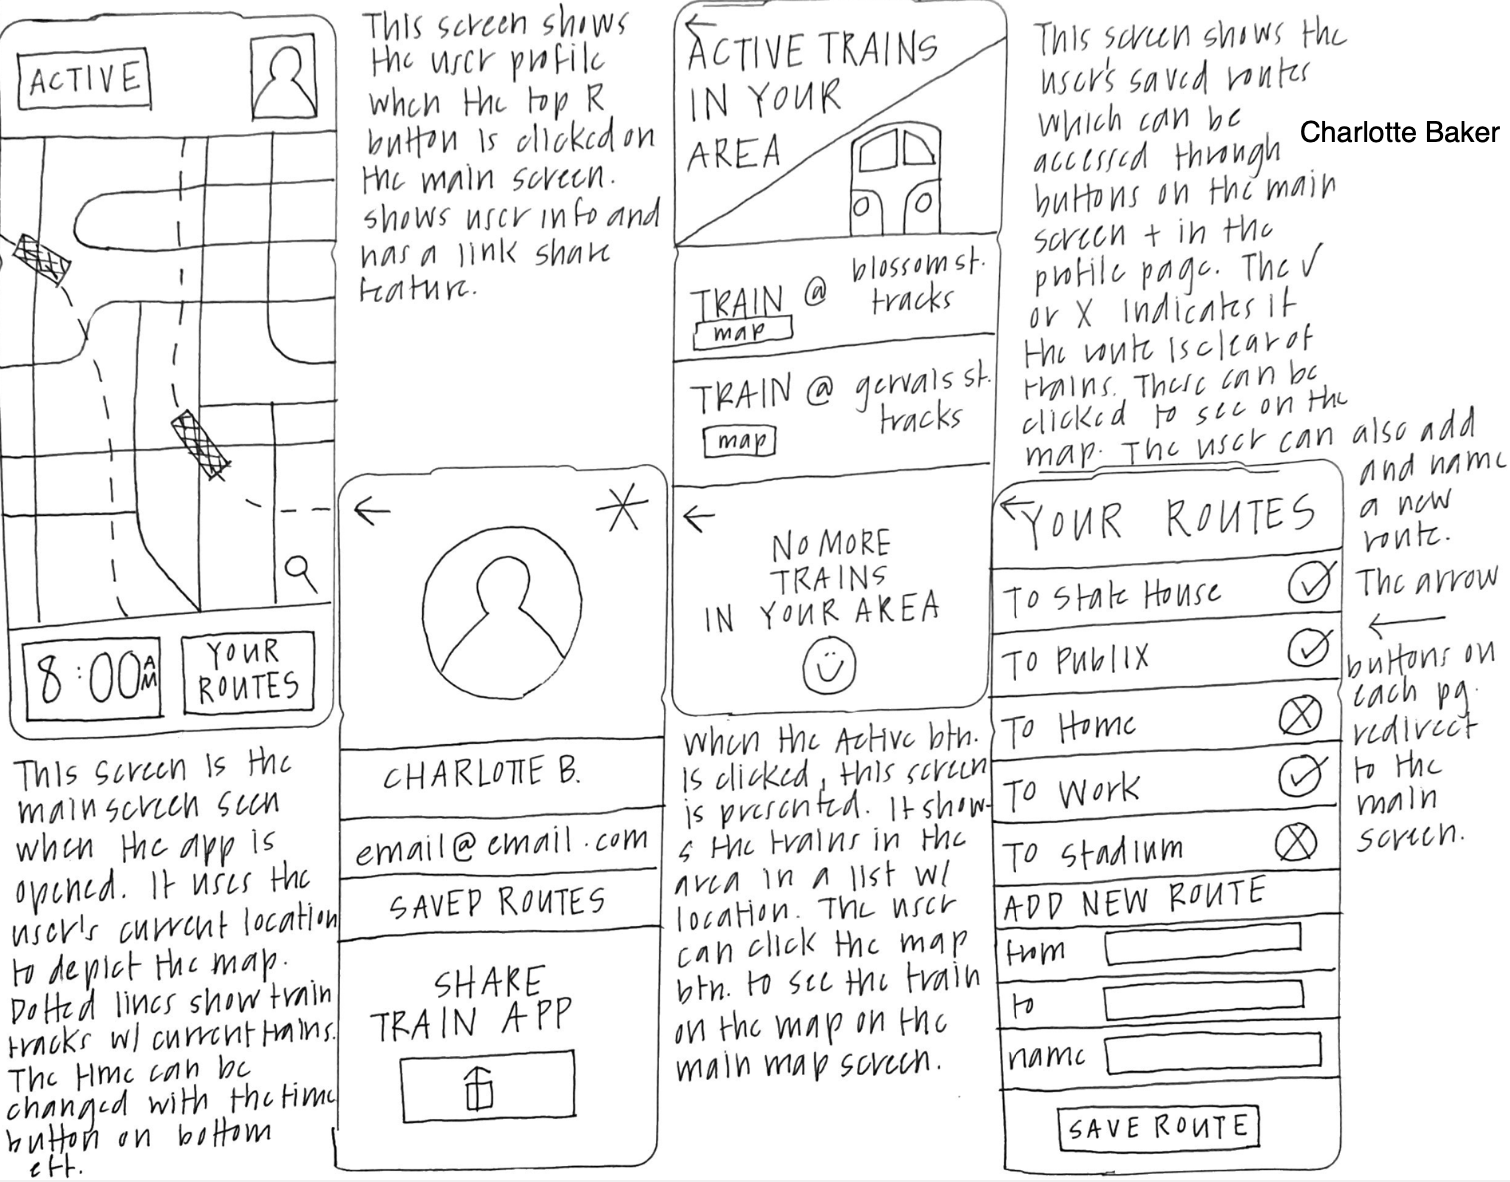 ACTIVE
8:00 AM
YOUR
ROUTES
This screen is the
main screen seen
when the app is
opened. It uses the
user's current location
to depict the map.
Dotted lines show train
tracks w/ current trains.
The time can be
changed with the time
button on bottom
eft.
This screen shows
the user profile
when the top R
button is clicked on
the main screen.
shows user info and
has a link share
feature.
CHARLOTTE B.
email@email.com
SAVED ROUTES
SHARE
TRAIN APP
ACTIVE TRAINS
IN YOUR
AREA
TRAIN @ blossom st.
tracks
map
TRAIN @ gervais st.
tracks
map
NO MORE
TRAINS
IN YOUR AREA
when the Active btn.
is clicked, this screen
is presented. It show-
s the trains in the
area in a list w/
location. The user
can click the map
btn. to see the train
on the map on the
main map screen.
This screen shows the
user's saved routes
which can be
accessed through
buttons on the main
screen + in the
profile page. The ✓
or X indicates if
the route is clear of
trains. These can be
clicked to see on the
map. The user can also add
and name
a new
route.
The arrow
←
buttons on
each pg.
redirect
to the
main
screen.
Charlotte Baker
YOUR ROUTES
TO State House
TO Publix
TO Home
TO Work
TO Stadium
ADD NEW ROUTE
from
to
name
SAVE ROUTE